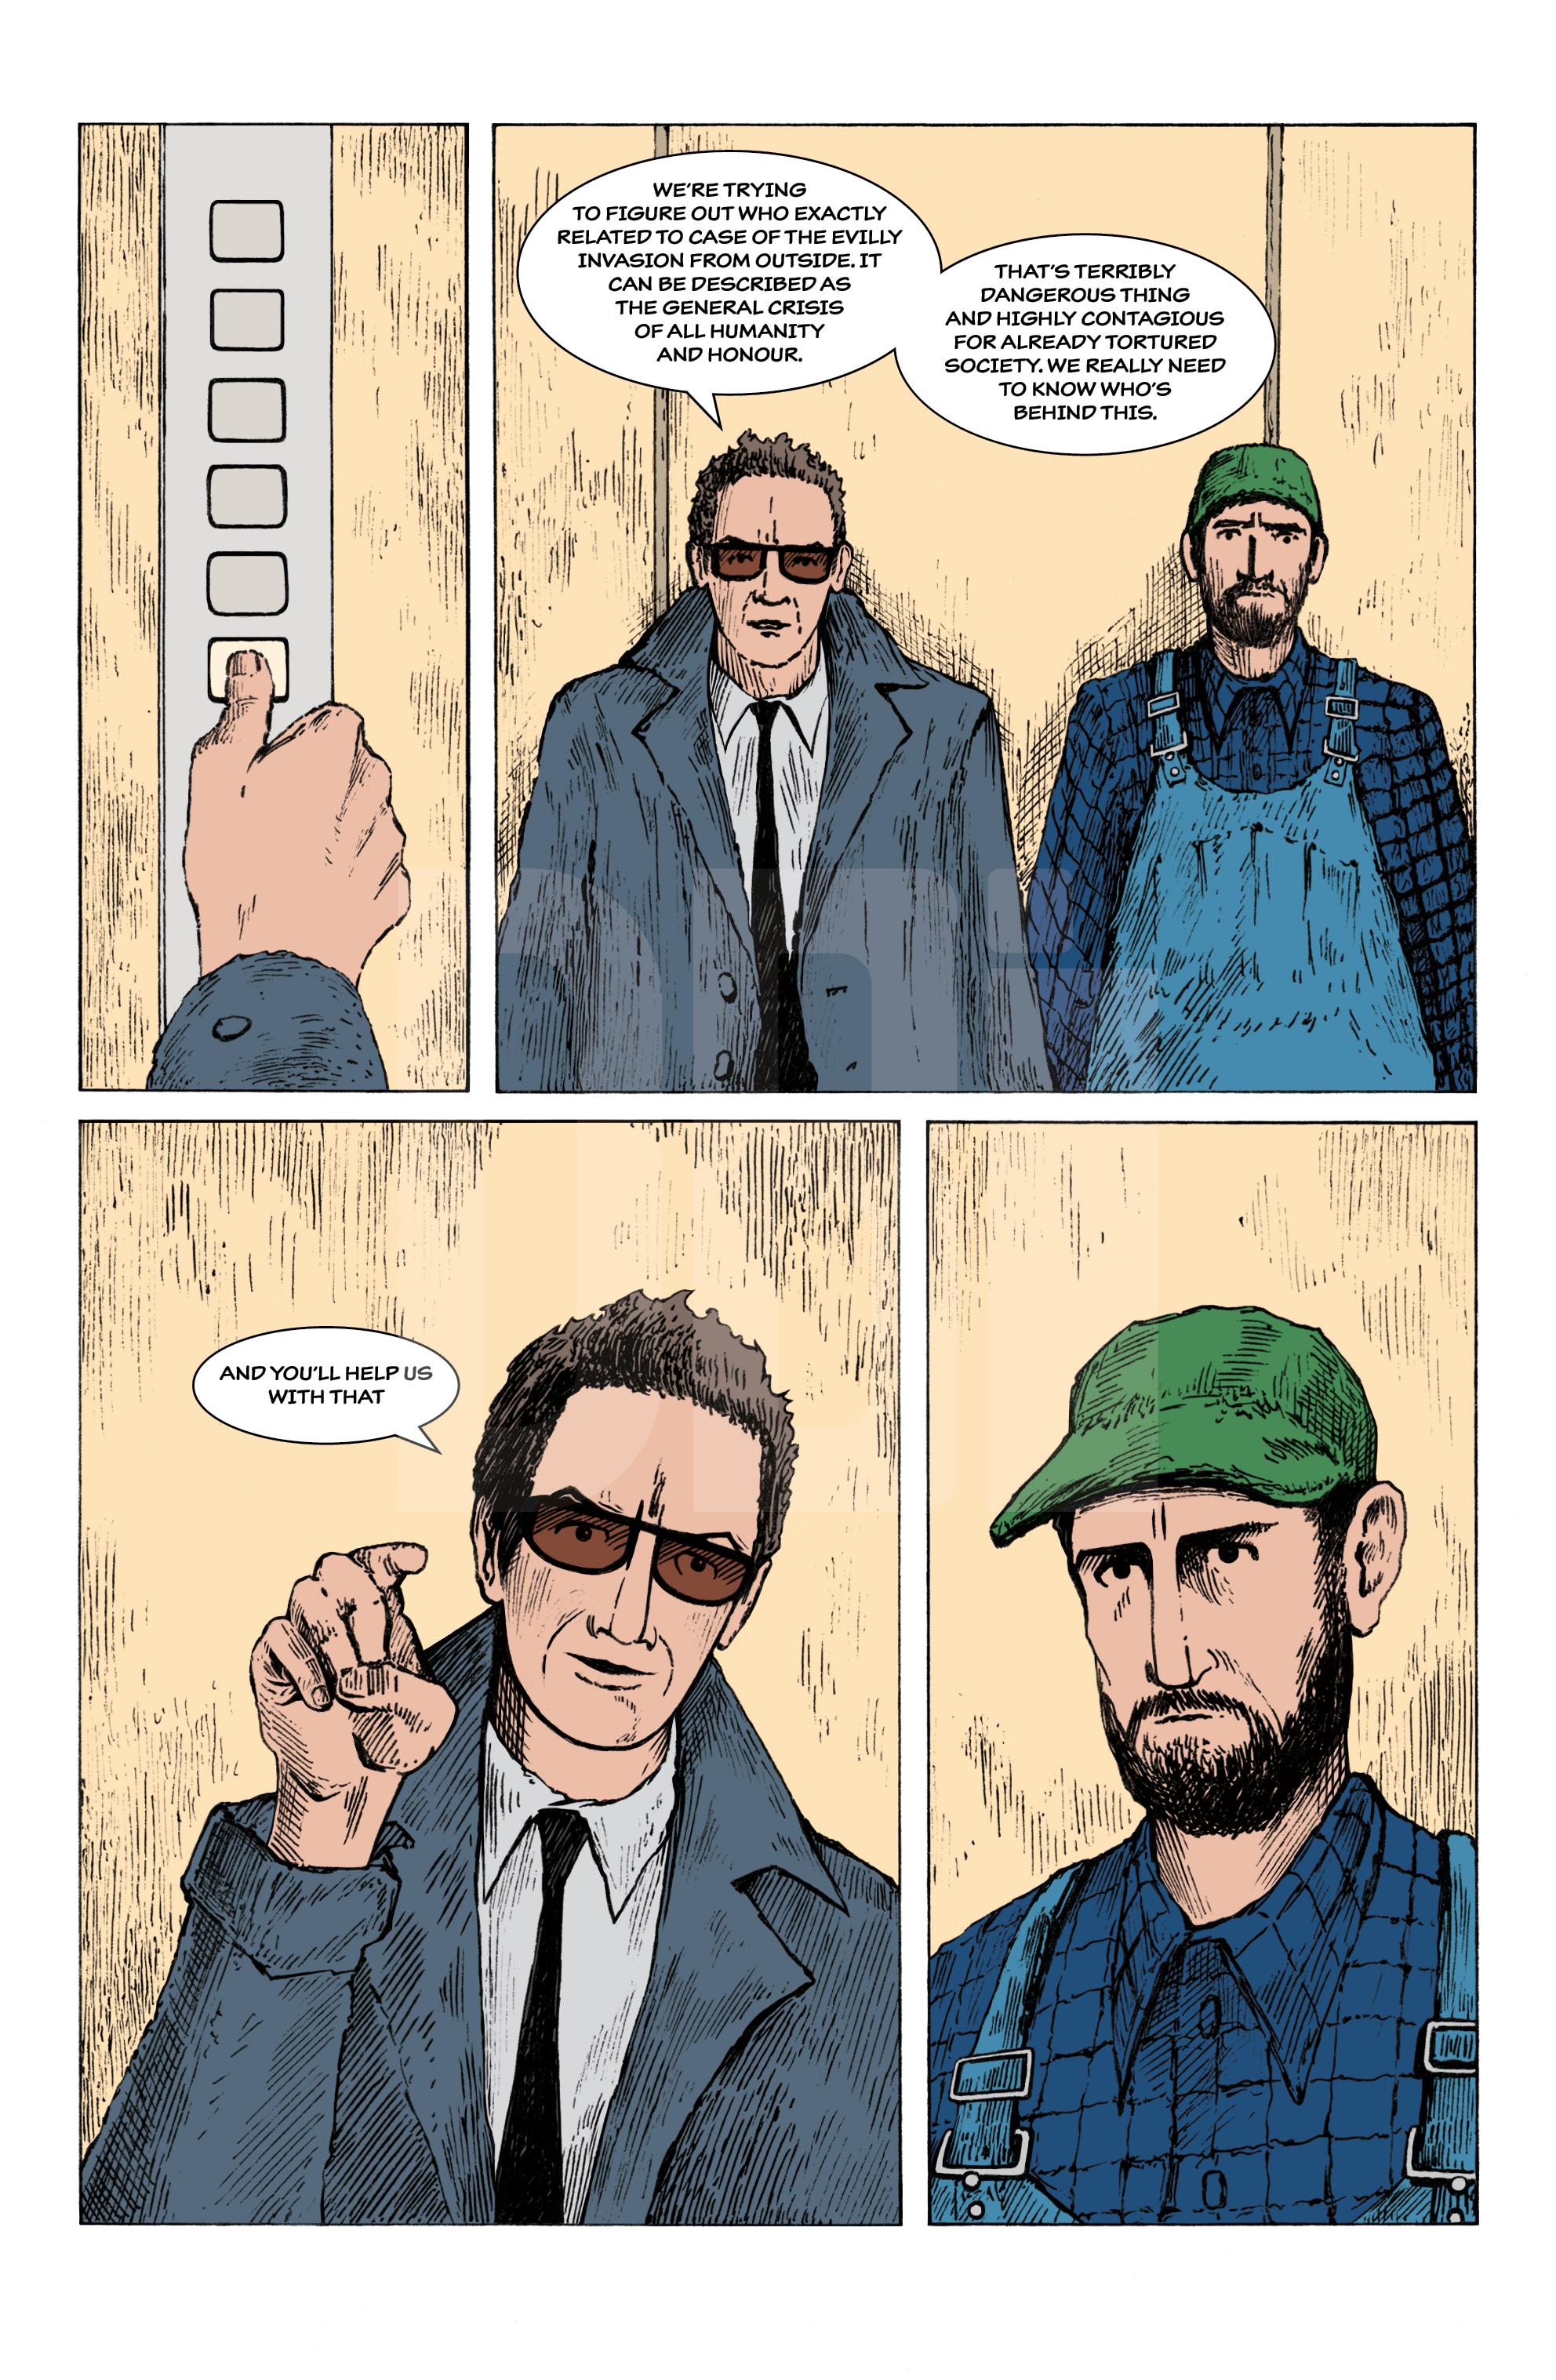 WE'RE TRYING
TO FIGURE OUT WHO EXACTLY
RELATED TO CASE OF THE EVILLY
INVASION FROM OUTSIDE. IT
CAN BE DESCRIBED AS
THE GENERAL CRISIS
OF ALL HUMANITY
AND HONOUR.
THAT'S TERRIBLY
DANGEROUS THING
AND HIGHLY CONTAGIOUS
FOR ALREADY TORTURED
SOCIETY. WE REALLY NEED
TO KNOW WHO'S
BEHIND THIS.
AND YOU'LL HELP US
WITH THAT